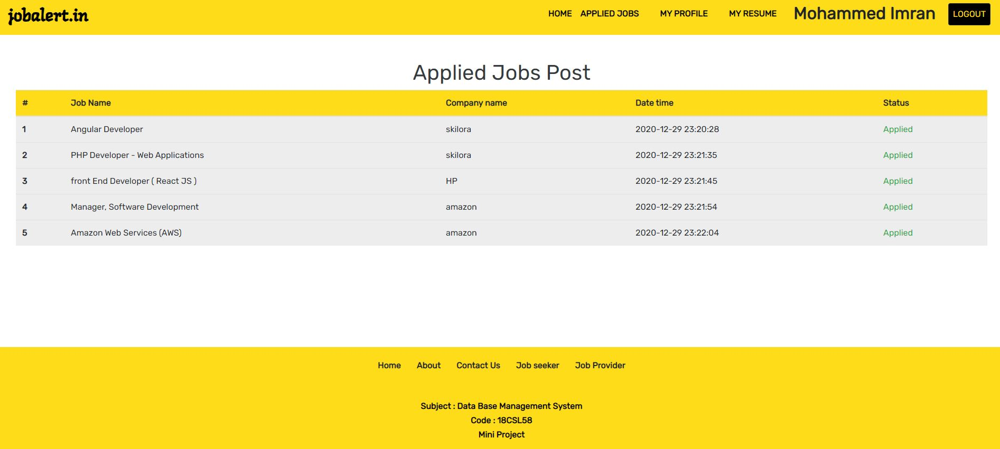 jobalert.in HOME APPLIED JOBS MY PROFILE MY RESUME Mohammed Imran LOGOUT
Applied Jobs Post
# Job Name Company name Date time Status
1 Angular Developer skilora 2020-12-29 23:20:28 Applied
2 PHP Developer - Web Applications skilora 2020-12-29 23:21:35 Applied
3 front End Developer ( React JS ) HP 2020-12-29 23:21:45 Applied
4 Manager, Software Development amazon 2020-12-29 23:21:54 Applied
5 Amazon Web Services (AWS) amazon 2020-12-29 23:22:04 Applied
Home About Contact Us Job seeker Job Provider
Subject : Data Base Management System
Code : 18CSL58
Mini Project